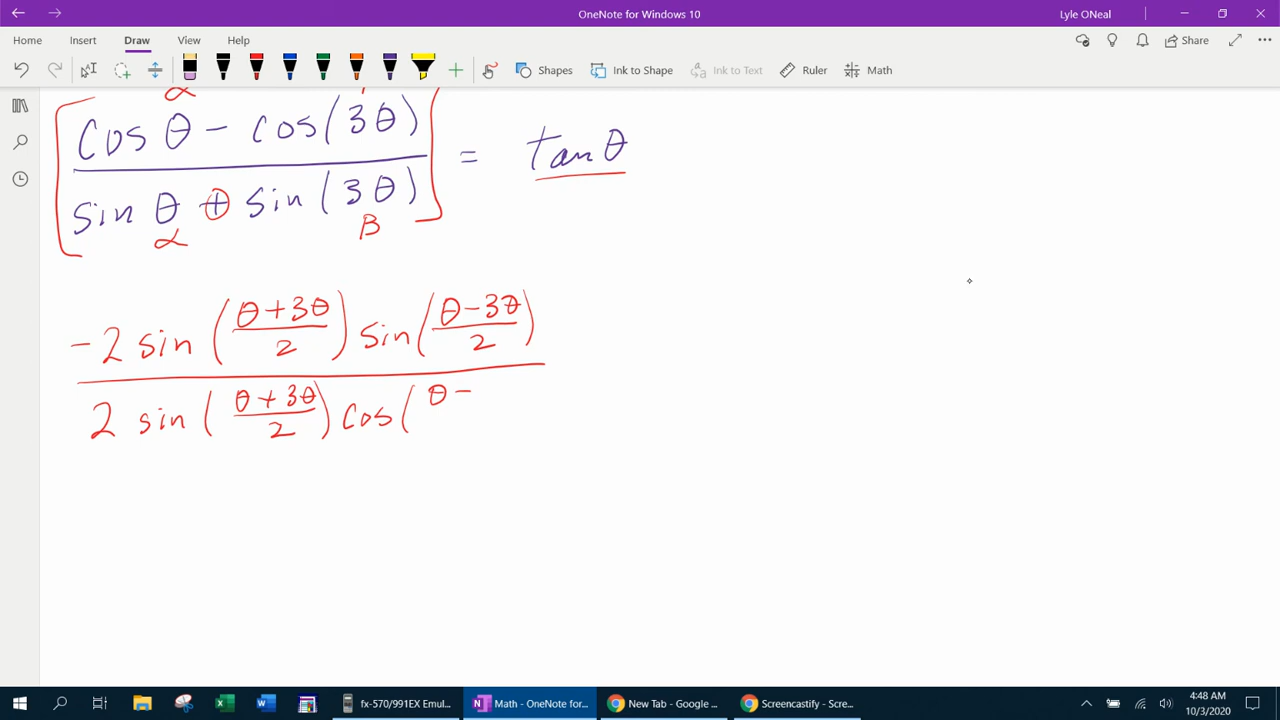 OneNote for Windows 10
Lyle ONeal
Home Insert Draw View Help
Share
Shapes Ink to Shape Ink to Text Ruler Math
α
cos θ − cos(3θ)
sin θ + sin(3θ)
= tan θ
α β
−2 sin (θ+3θ/2) sin(θ−3θ/2)
2 sin (θ+3θ/2) cos(θ−
fx-570/991EX Emul...
Math - OneNote for...
New Tab - Google ...
Screencastify - Scre...
4:48 AM
10/3/2020